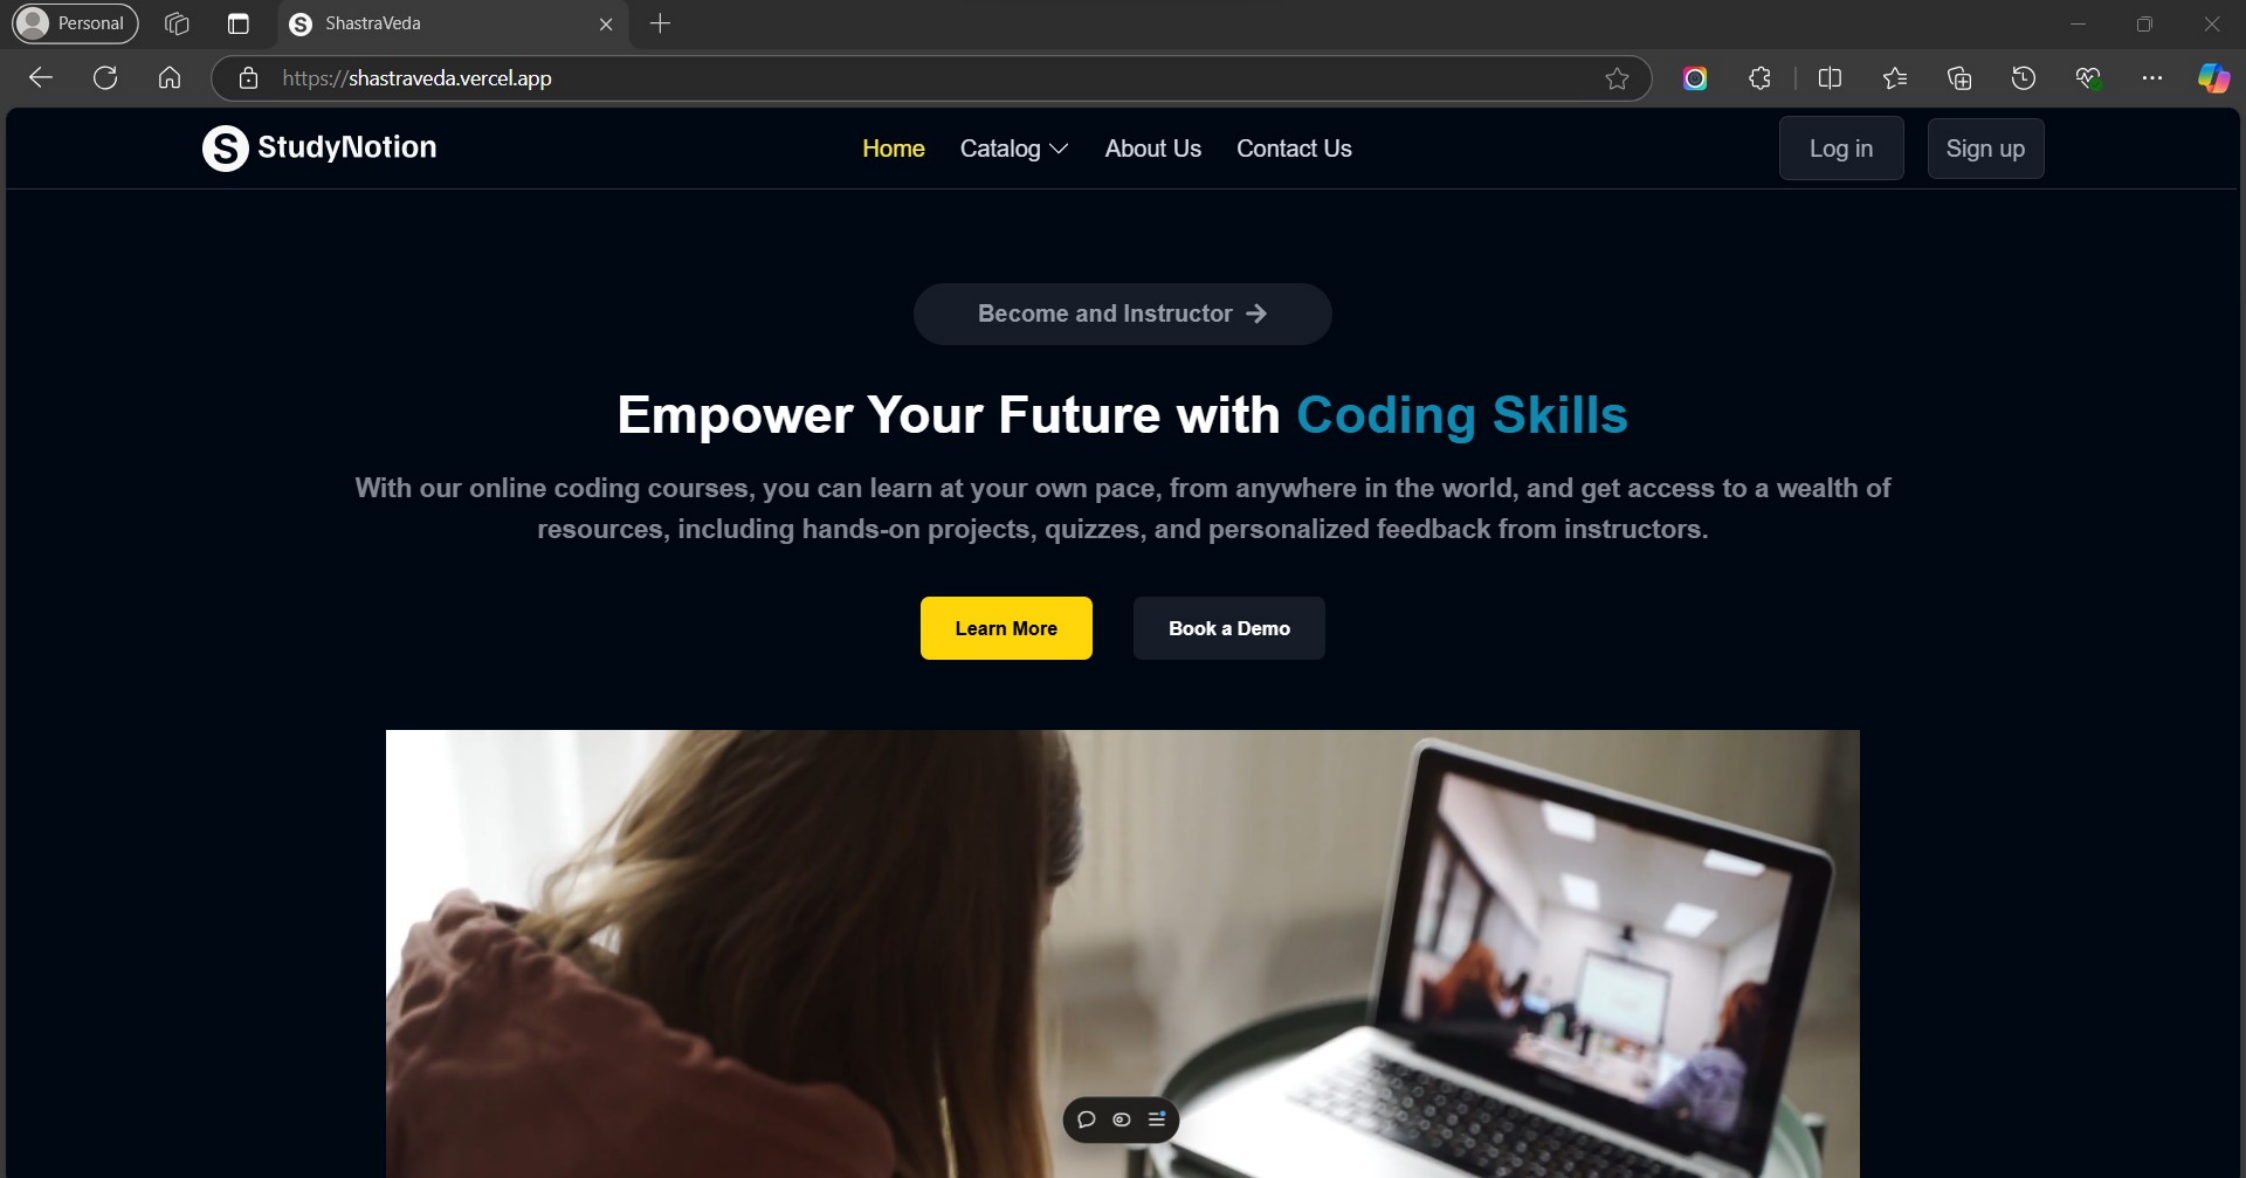 Personal
ShastraVeda
https://shastraveda.vercel.app
StudyNotion
Home
Catalog
About Us
Contact Us
Log in
Sign up
Become and Instructor
Empower Your Future with Coding Skills
With our online coding courses, you can learn at your own pace, from anywhere in the world, and get access to a wealth of
resources, including hands-on projects, quizzes, and personalized feedback from instructors.
Learn More
Book a Demo